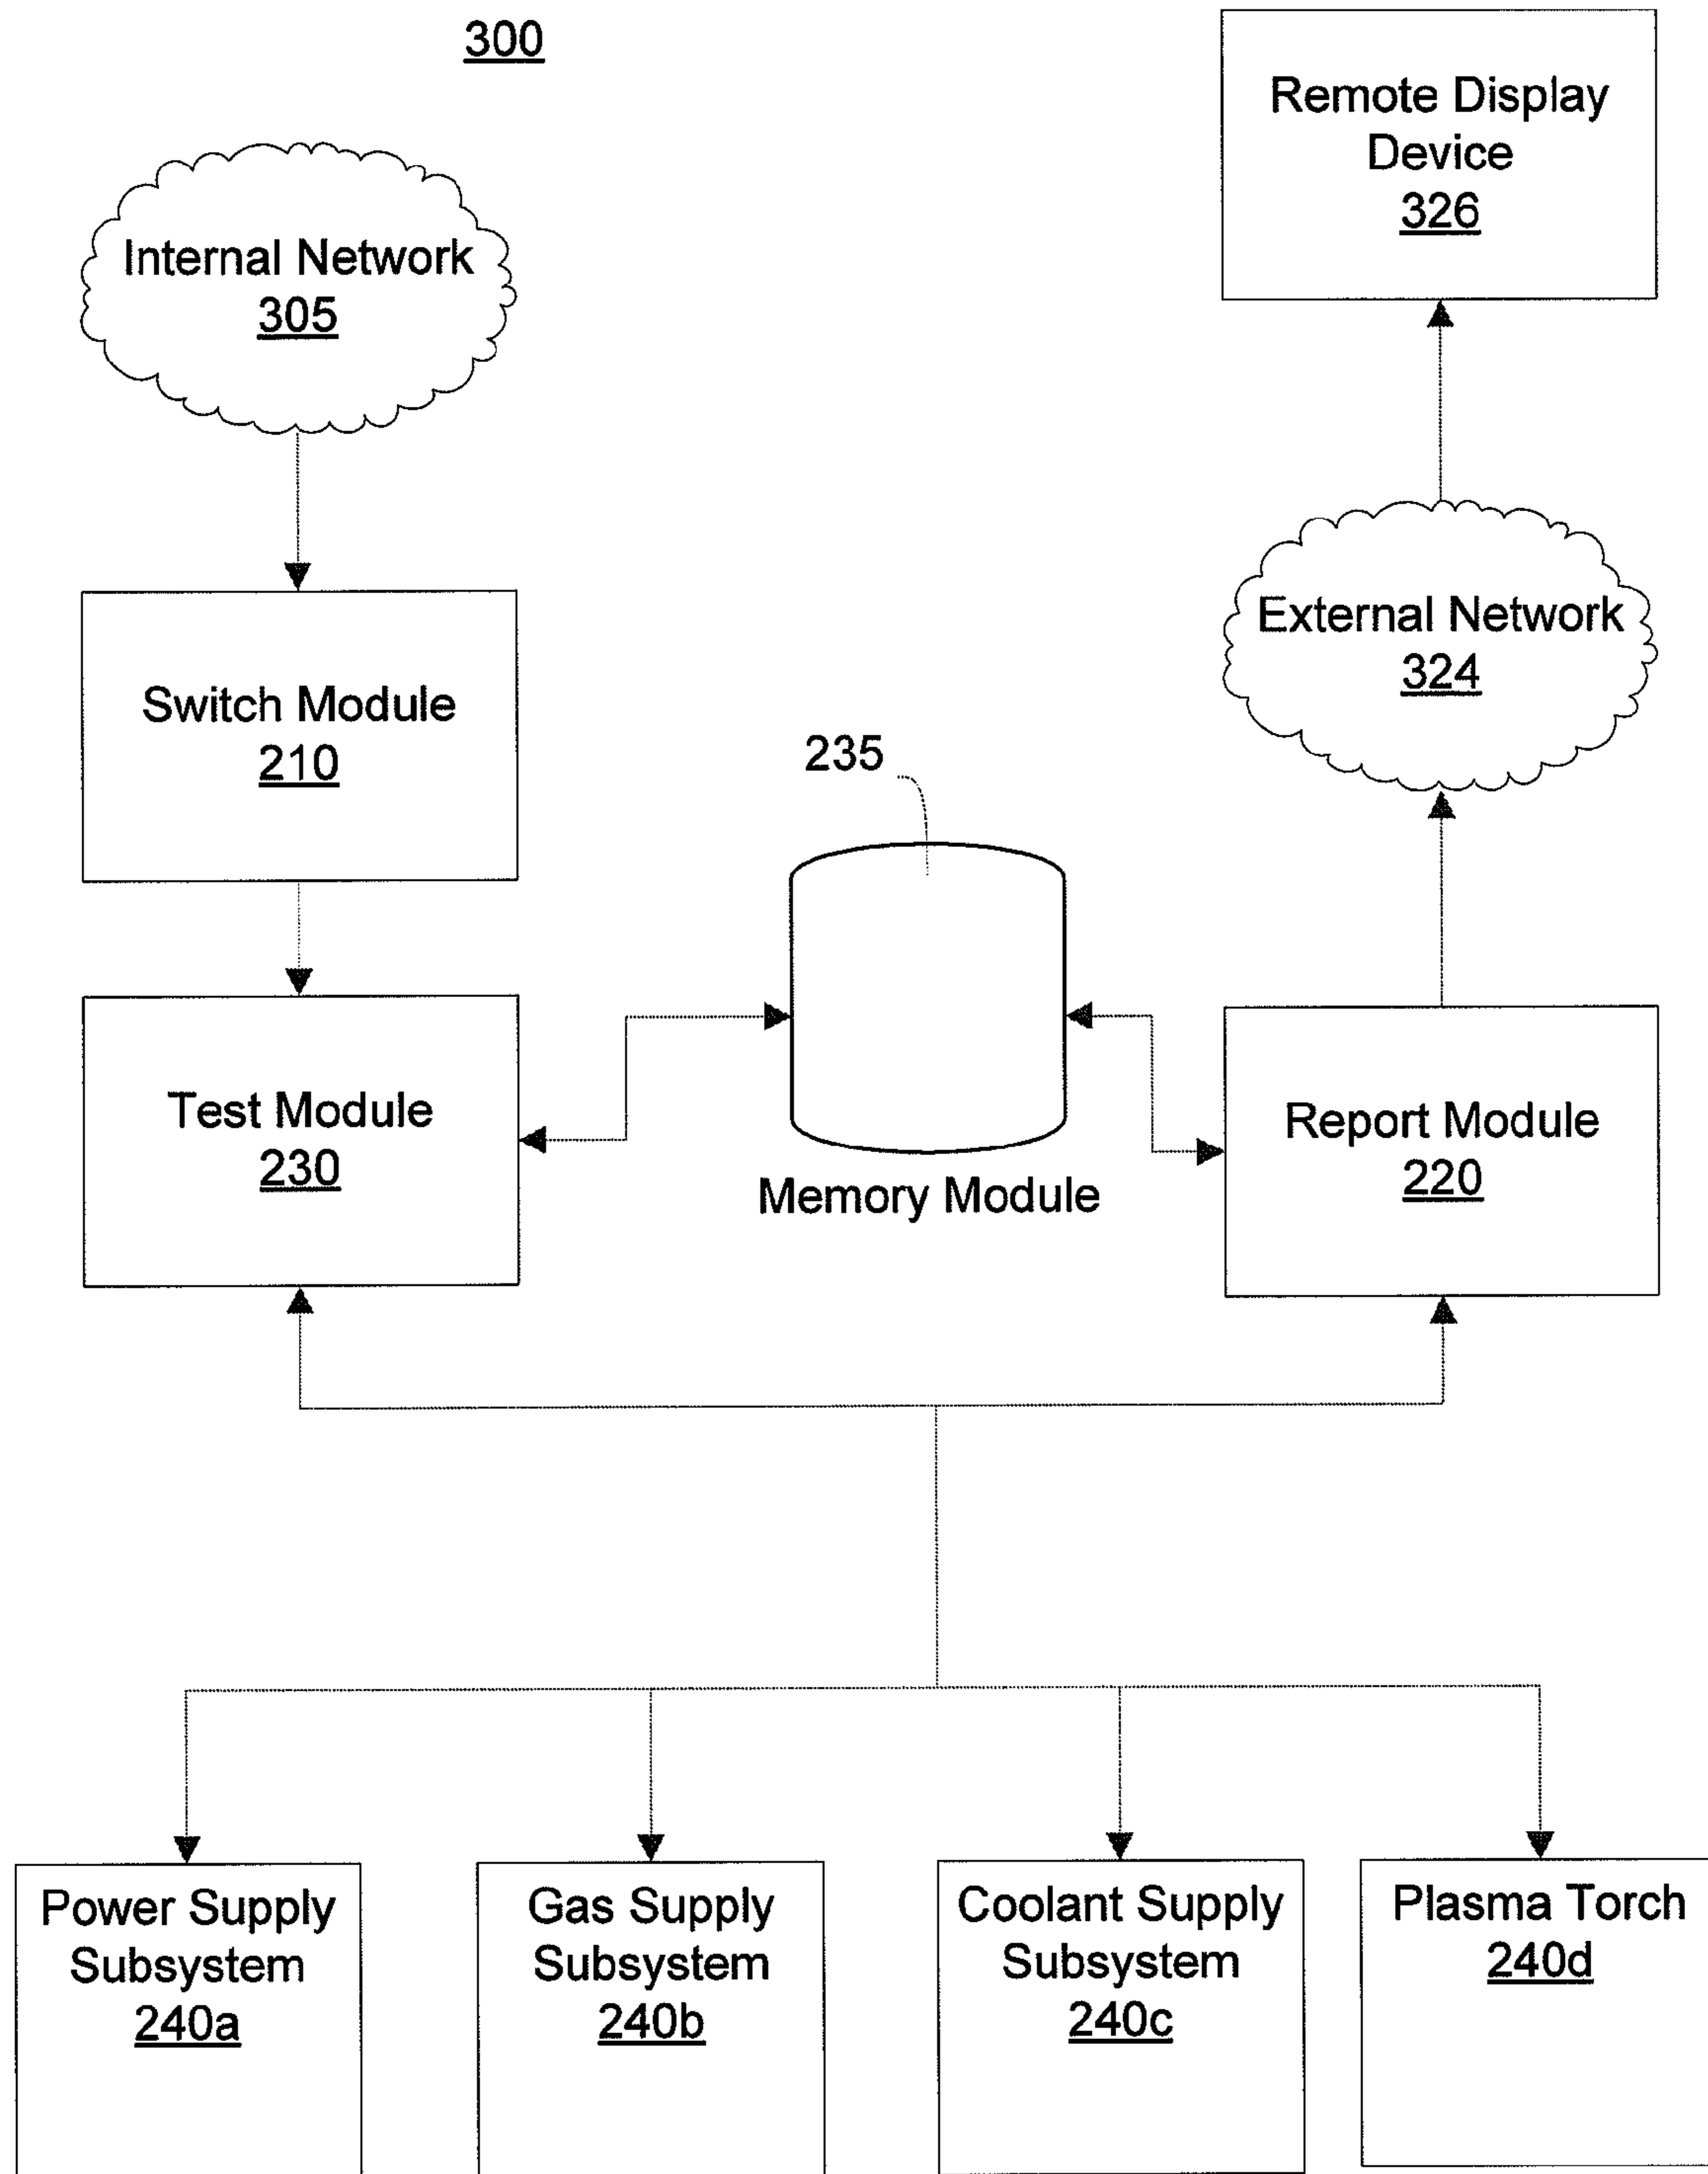 300
Remote Display
Device
326
Internal Network
305
External Network
324
Switch Module
210
235
Test Module
230
Memory Module
Report Module
220
Power Supply
Subsystem
240a
Gas Supply
Subsystem
240b
Coolant Supply
Subsystem
240c
Plasma Torch
240d